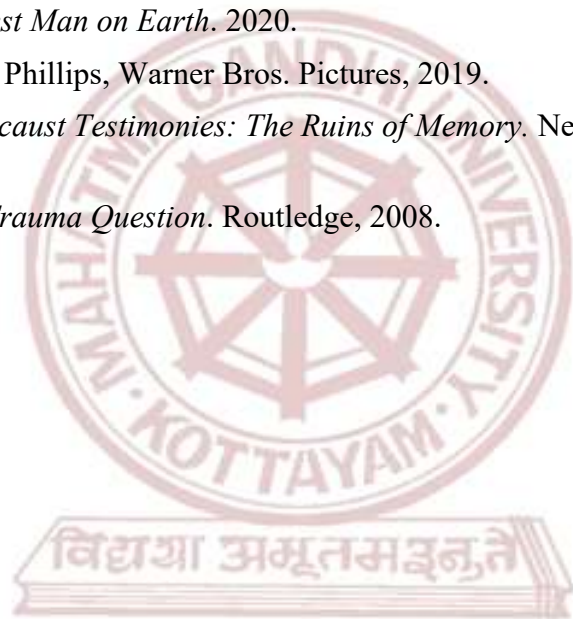 est Man on Earth. 2020.
Phillips, Warner Bros. Pictures, 2019.
caust Testimonies: The Ruins of Memory. Ne
rauma Question. Routledge, 2008.
MAHATMA GANDHI UNIVERSITY
KOTTAYAM
विद्यया अमृतमश्नुते